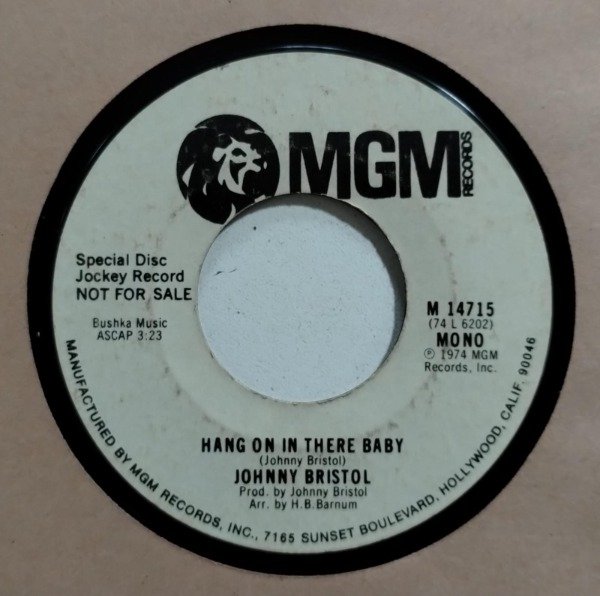 MGM
RECORDS
Special Disc
Jockey Record
NOT FOR SALE
Bushka Music
ASCAP 3:23
M 14715
(74 L 6202)
MONO
℗ 1974 MGM
Records, Inc.
HANG ON IN THERE BABY
(Johnny Bristol)
JOHNNY BRISTOL
Prod. by Johnny Bristol
Arr. by H.B.Barnum
MANUFACTURED BY MGM RECORDS, INC., 7165 SUNSET BOULEVARD, HOLLYWOOD, CALIF. 90046